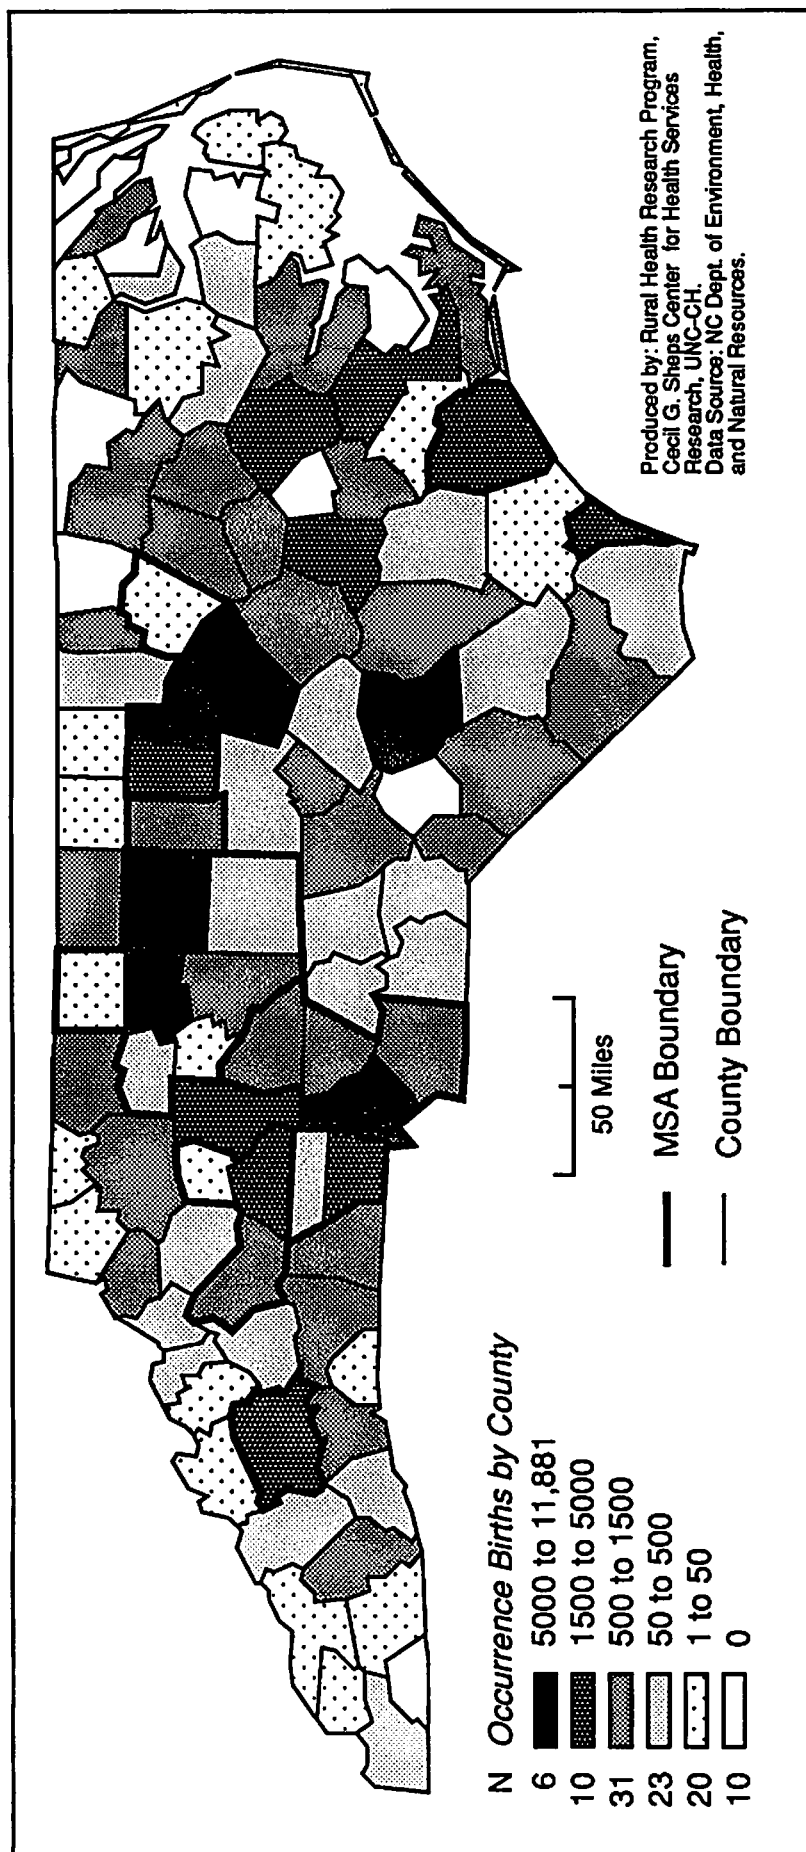 Produced by: Rural Health Research Program,
Cecil G. Sheps Center for Health Services
Research, UNC-CH.
Data Source: NC Dept. of Environment, Health,
and Natural Resources.
N Occurrence Births by County
6 5000 to 11,881
10 1500 to 5000
31 500 to 1500
23 50 to 500
20 1 to 50
10 0
50 Miles
MSA Boundary
County Boundary